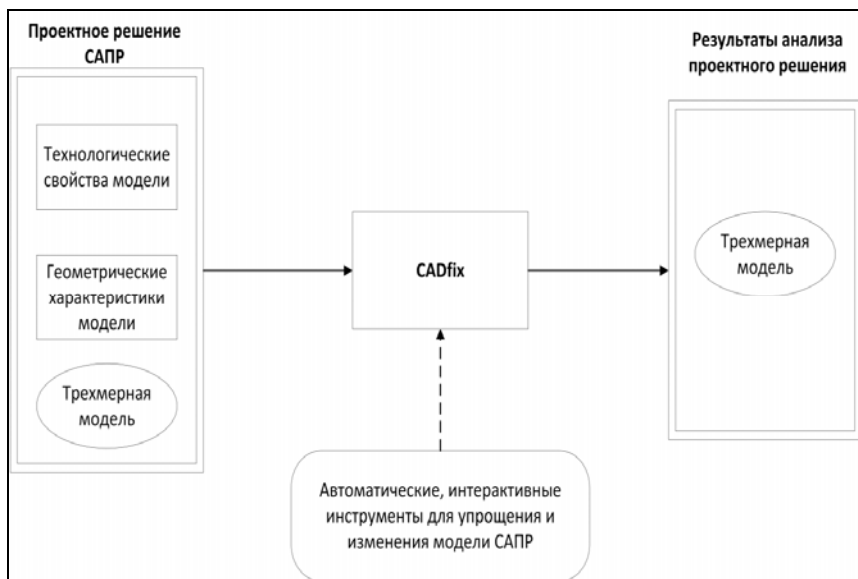 Проектное решение
САПР
Технологические
свойства модели
Геометрические
характеристики
модели
Трехмерная
модель
CADfix
Автоматические, интерактивные
инструменты для упрощения и
изменения модели САПР
Результаты анализа
проектного решения
Трехмерная
модель